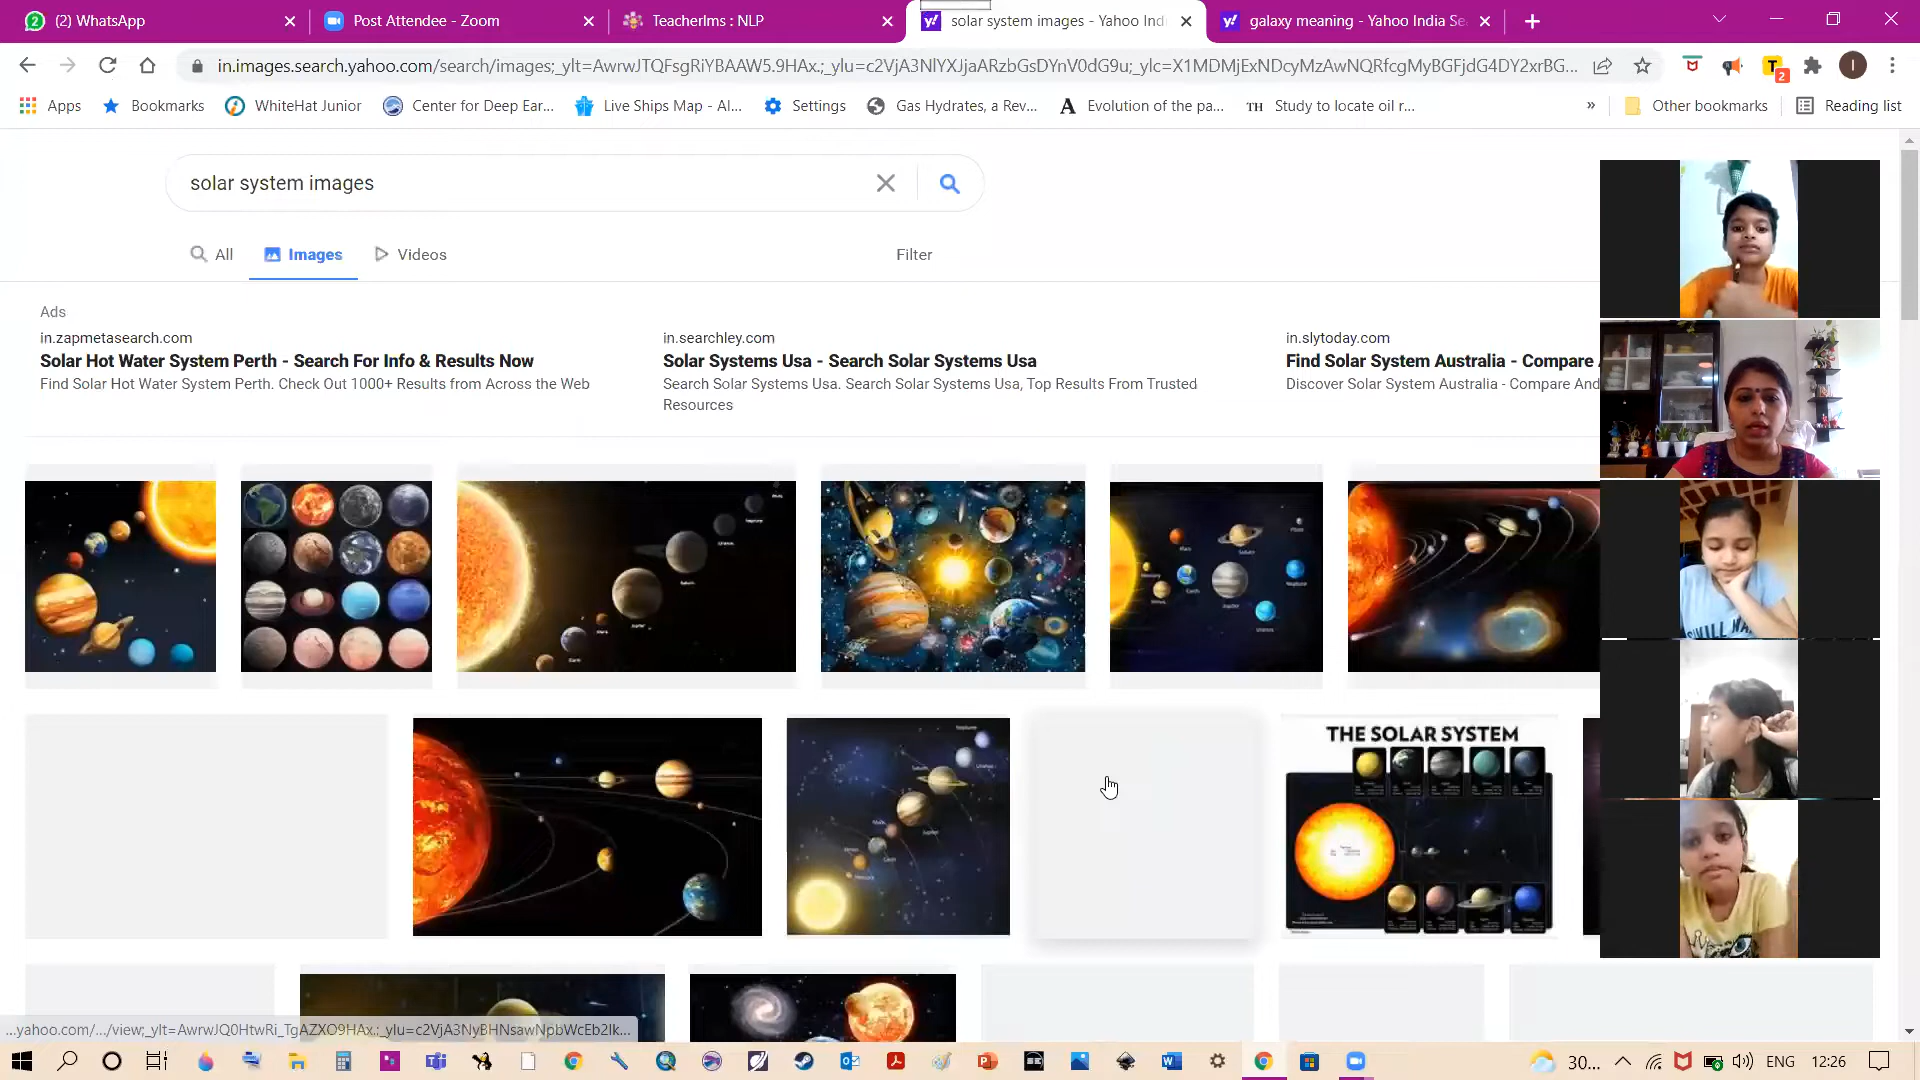 (2) WhatsApp
Post Attendee - Zoom
Teacherlms : NLP
solar system images - Yahoo Indi
galaxy meaning - Yahoo India Se
in.images.search.yahoo.com/search/images;_ylt=AwrwJTQFsgRiYBAAW5.9HAx.;_ylu=c2VjA3NlYXJjaARzbGsDYnV0dG9u;_ylc=X1MDMjExNDcyMzAwNQRfcgMyBGFjdG4DY2xrBG...
2
I
Apps
Bookmarks
WhiteHat Junior
Center for Deep Ear...
Live Ships Map - Al...
Settings
Gas Hydrates, a Rev...
A Evolution of the pa...
TH Study to locate oil r...
»
Other bookmarks
Reading list
solar system images
All
Images
Videos
Filter
Ads
in.zapmetasearch.com
Solar Hot Water System Perth - Search For Info & Results Now
Find Solar Hot Water System Perth. Check Out 1000+ Results from Across the Web
in.searchley.com
Solar Systems Usa - Search Solar Systems Usa
Search Solar Systems Usa. Search Solar Systems Usa, Top Results From Trusted
Resources
in.slytoday.com
Find Solar System Australia - Compare
Discover Solar System Australia - Compare And
THE SOLAR SYSTEM
...yahoo.com/.../view;_ylt=AwrwJQ0HtwRi_TgAZXO9HAx.;_ylu=c2VjA3NyBHNsawNpbWcEb2lk...
30...
ENG
12:26